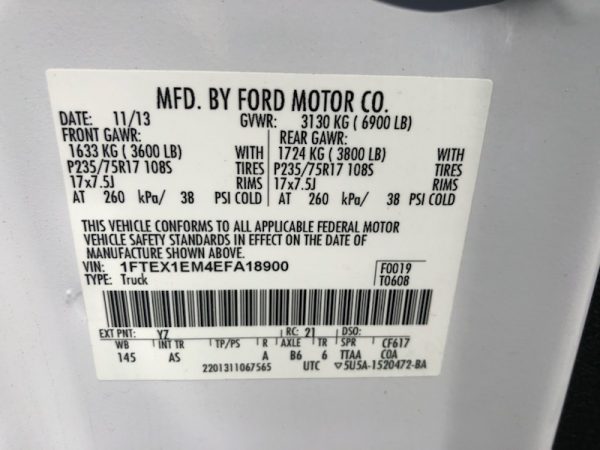 MFD. BY FORD MOTOR CO.
DATE: 11/13 GVWR: 3130 KG ( 6900 LB)
FRONT GAWR: REAR GAWR:
1633 KG ( 3600 LB) WITH 1724 KG ( 3800 LB) WITH
P235/75R17 108S TIRES P235/75R17 108S TIRES
17x7.5J RIMS 17x7.5J RIMS
AT 260 kPa/ 38 PSI COLD AT 260 kPa/ 38 PSI COLD
THIS VEHICLE CONFORMS TO ALL APPLICABLE FEDERAL MOTOR
VEHICLE SAFETY STANDARDS IN EFFECT ON THE DATE OF
MANUFACTURE SHOWN ABOVE.
VIN: 1FTEX1EM4EFA18900 F0019
TYPE: Truck T0608
EXT PNT: YZ RC: 21 DSO:
WB INT TR TP/PS R AXLE TR SPR CF617
145 AS A B6 6 TTAA COA
2201311067565 UTC ▽5U5A-1520472-BA